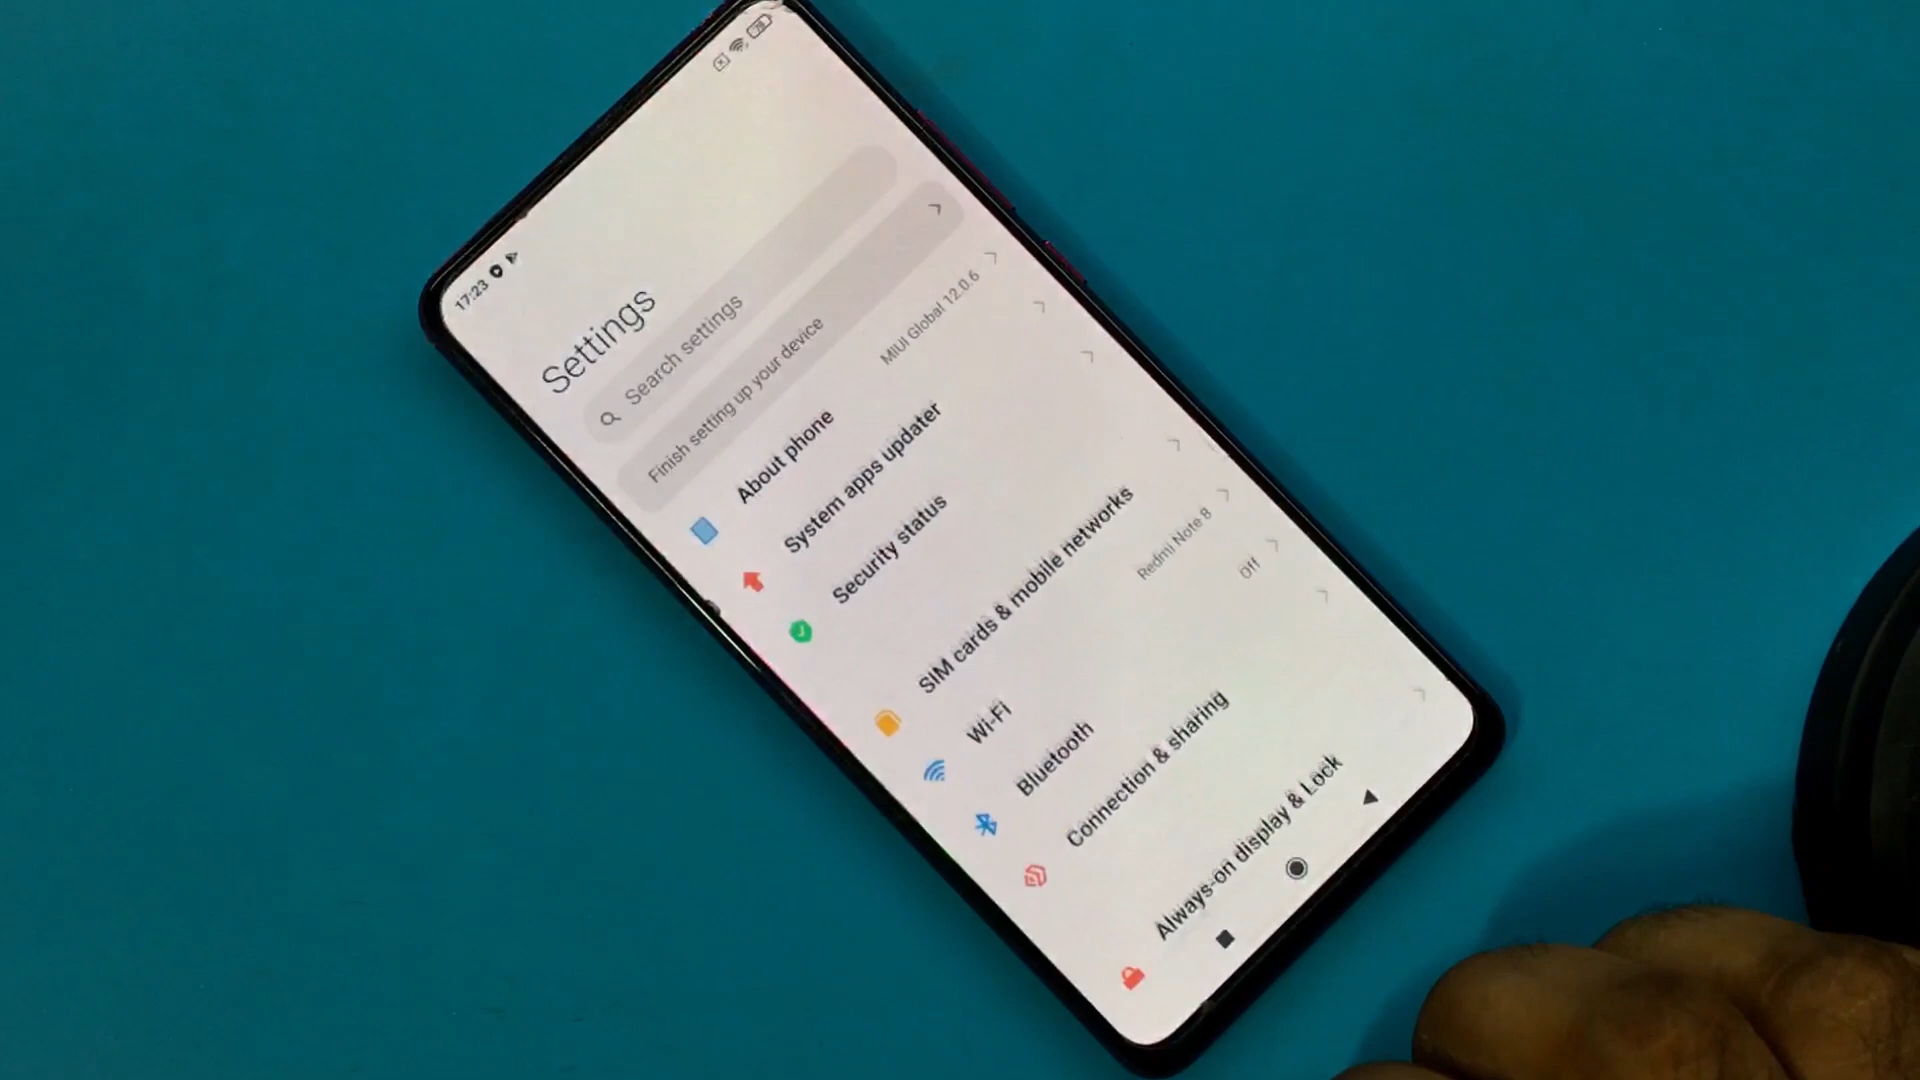 17:23
78
Settings
Search settings
Finish setting up your device
About phone MIUI Global 12.0.6
System apps updater
Security status
SIM cards & mobile networks
Wi-Fi Redmi Note 8
Bluetooth Off
Connection & sharing
Always-on display & Lock